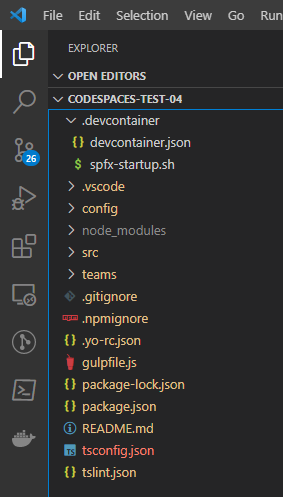 File Edit Selection View Go Run
EXPLORER
OPEN EDITORS
CODESPACES-TEST-04
.devcontainer
{} devcontainer.json
$ spfx-startup.sh
.vscode
config
node_modules
src
teams
.gitignore
.npmignore
{} .yo-rc.json
gulpfile.js
{} package-lock.json
{} package.json
README.md
TS tsconfig.json
{} tslint.json
26